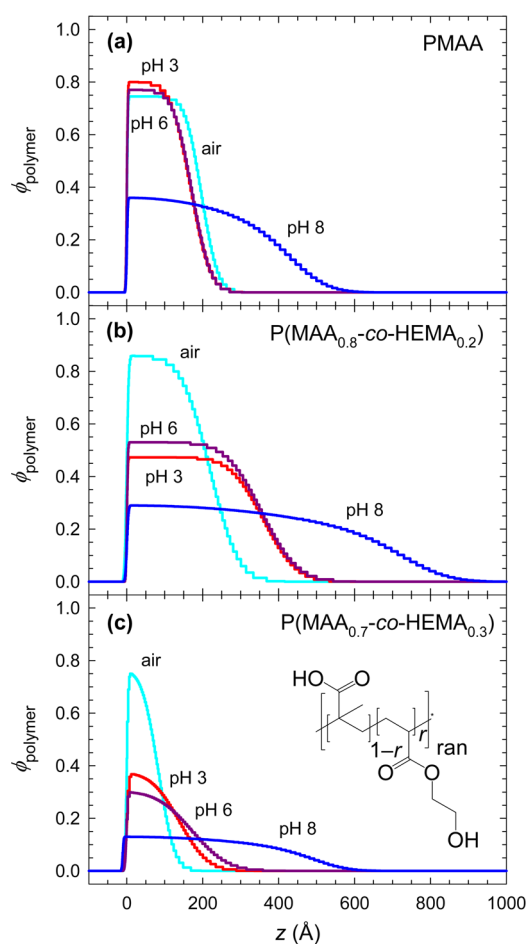 (a) PMAA
pH 3
pH 6
air
pH 8
ϕpolymer
1.0
0.8
0.6
0.4
0.2
0.0
(b) P(MAA0.8-co-HEMA0.2)
air
pH 6
pH 3
pH 8
ϕpolymer
1.0
0.8
0.6
0.4
0.2
0.0
(c) P(MAA0.7-co-HEMA0.3)
air
pH 3
pH 6
pH 8
HO O
1–r r ran
O O
OH
ϕpolymer
1.0
0.8
0.6
0.4
0.2
0.0
0 200 400 600 800 1000
z (Å)